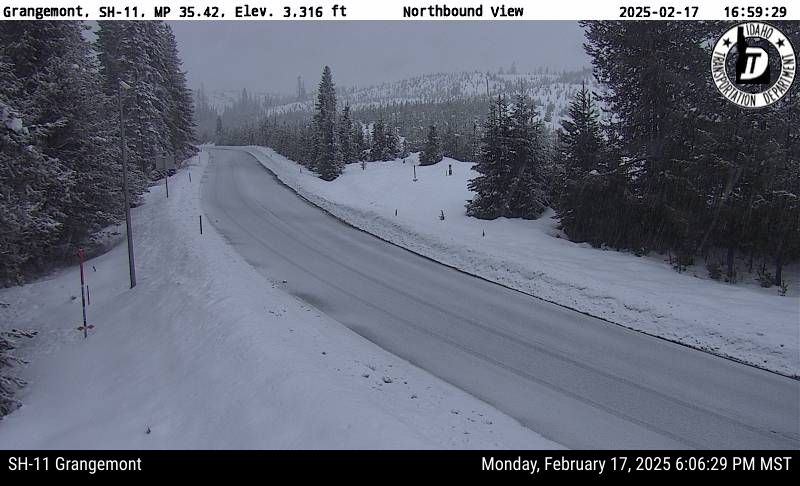 Grangemont, SH-11, MP 35.42, Elev. 3,316 ft Northbound View 2025-02-17 16:59:29
IDAHO
TRANSPORTATION DEPARTMENT
SH-11 Grangemont Monday, February 17, 2025 6:06:29 PM MST